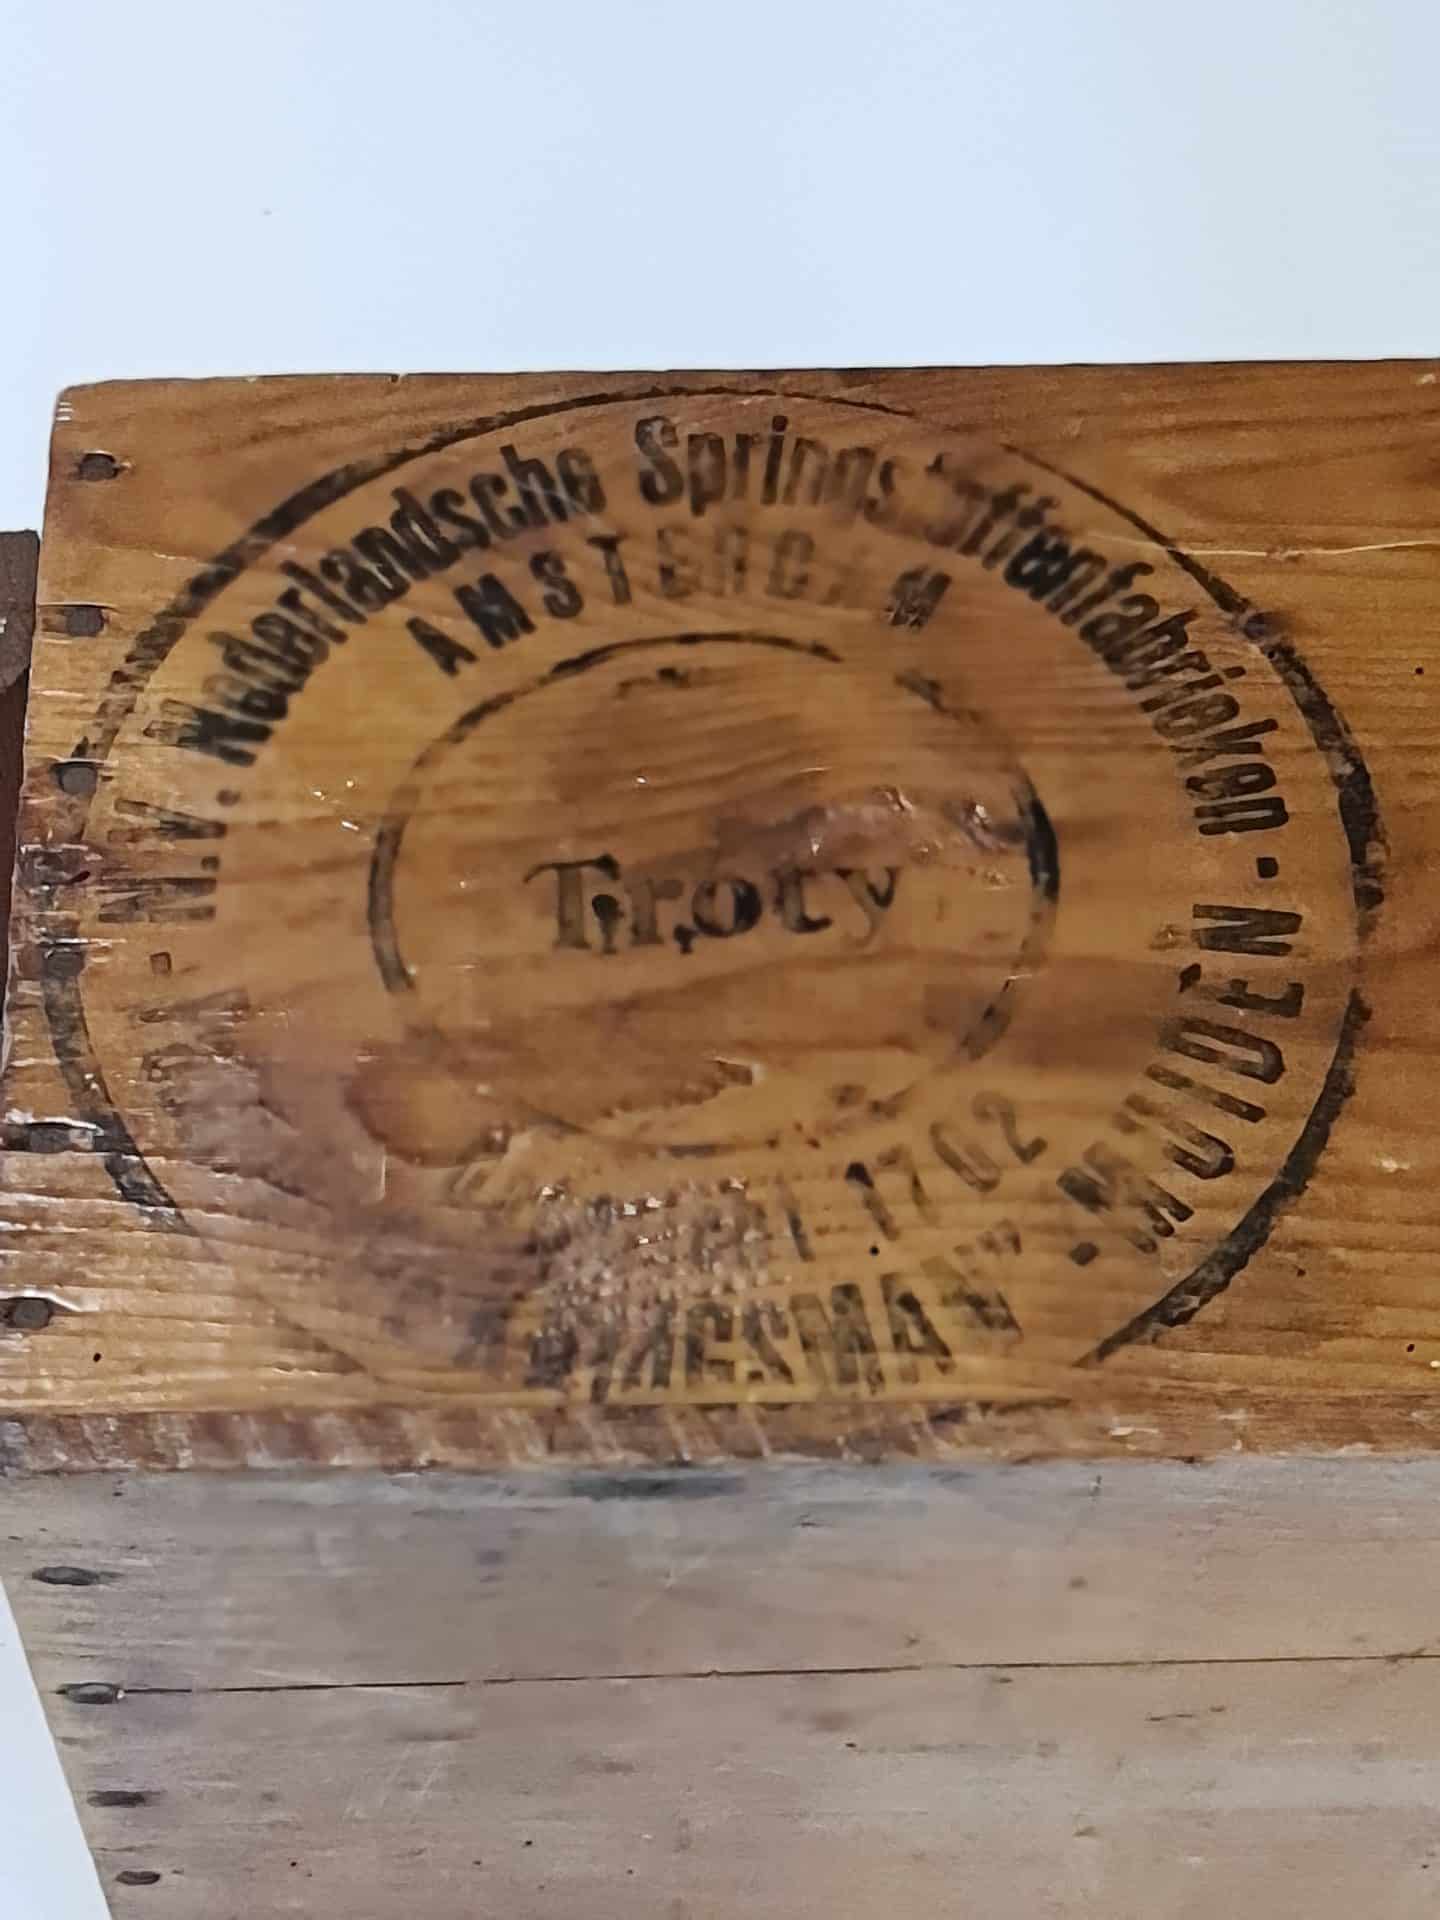 N.V. Nederlandsche Springstoffenfabrieken - MUIDEN
AMSTERDAM
Troty
1702